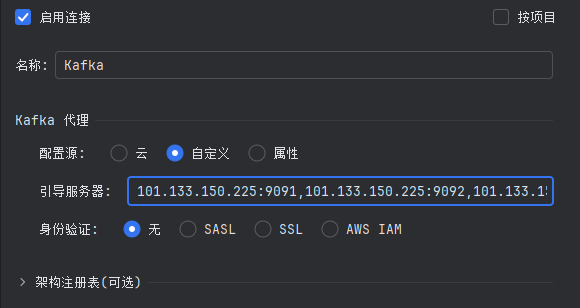 启用连接 按项目
名称: Kafka
Kafka 代理
配置源: 云 自定义 属性
引导服务器: 101.133.150.225:9091,101.133.150.225:9092,101.133.1
身份验证: 无 SASL SSL AWS IAM
架构注册表(可选)